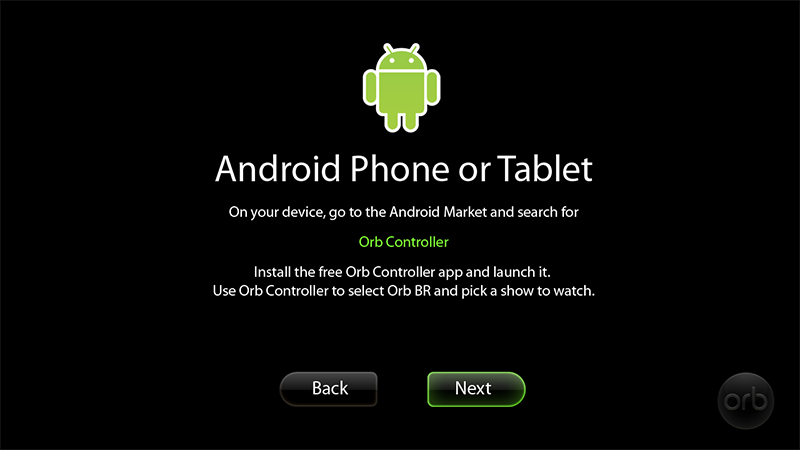 Android Phone or Tablet
On your device, go to the Android Market and search for
Orb Controller
Install the free Orb Controller app and launch it.
Use Orb Controller to select Orb BR and pick a show to watch.
Back
Next
orb